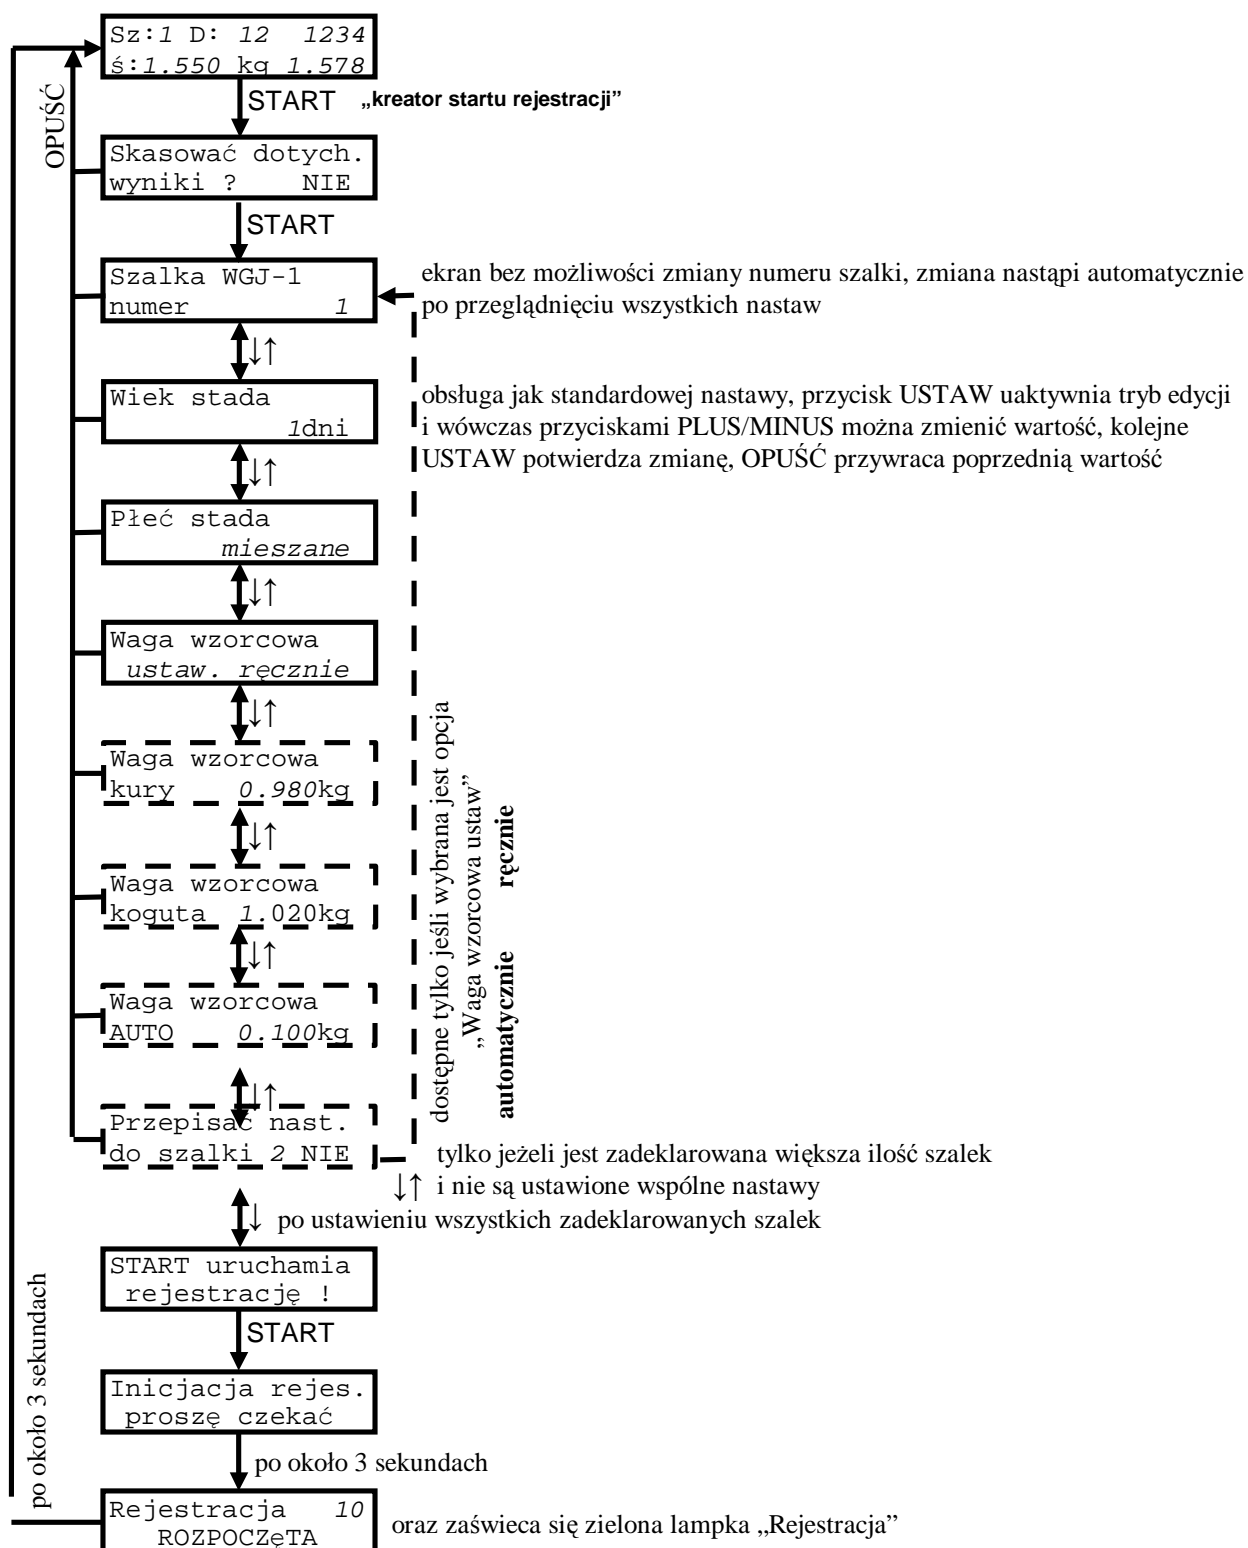 Sz:1 D: 12 1234
ś:1.550 kg 1.578
OPUŚĆ
START „kreator startu rejestracji”
Skasować dotych.
wyniki ? NIE
START
Szalka WGJ-1
numer 1
ekran bez możliwości zmiany numeru szalki, zmiana nastąpi automatycznie
po przeglądnięciu wszystkich nastaw
↓↑
Wiek stada
1dni
obsługa jak standardowej nastawy, przycisk USTAW uaktywnia tryb edycji
i wówczas przyciskami PLUS/MINUS można zmienić wartość, kolejne
USTAW potwierdza zmianę, OPUŚĆ przywraca poprzednią wartość
↓↑
Płeć stada
mieszane
↓↑
Waga wzorcowa
ustaw. ręcznie
↓↑
Waga wzorcowa
kury 0.980kg
↓↑
Waga wzorcowa
koguta 1.020kg
↓↑
Waga wzorcowa
AUTO 0.100kg
dostępne tylko jeśli wybrana jest opcja
„Waga wzorcowa ustaw”
automatycznie ręcznie
↓↑
Przepisać nast.
do szalki 2 NIE
tylko jeżeli jest zadeklarowana większa ilość szalek
↓↑ i nie są ustawione wspólne nastawy
↓ po ustawieniu wszystkich zadeklarowanych szalek
START uruchamia
rejestrację !
START
Inicjacja rejes.
proszę czekać
po około 3 sekundach
po około 3 sekundach
Rejestracja 10
ROZPOCZęTA
oraz zaświeca się zielona lampka „Rejestracja”